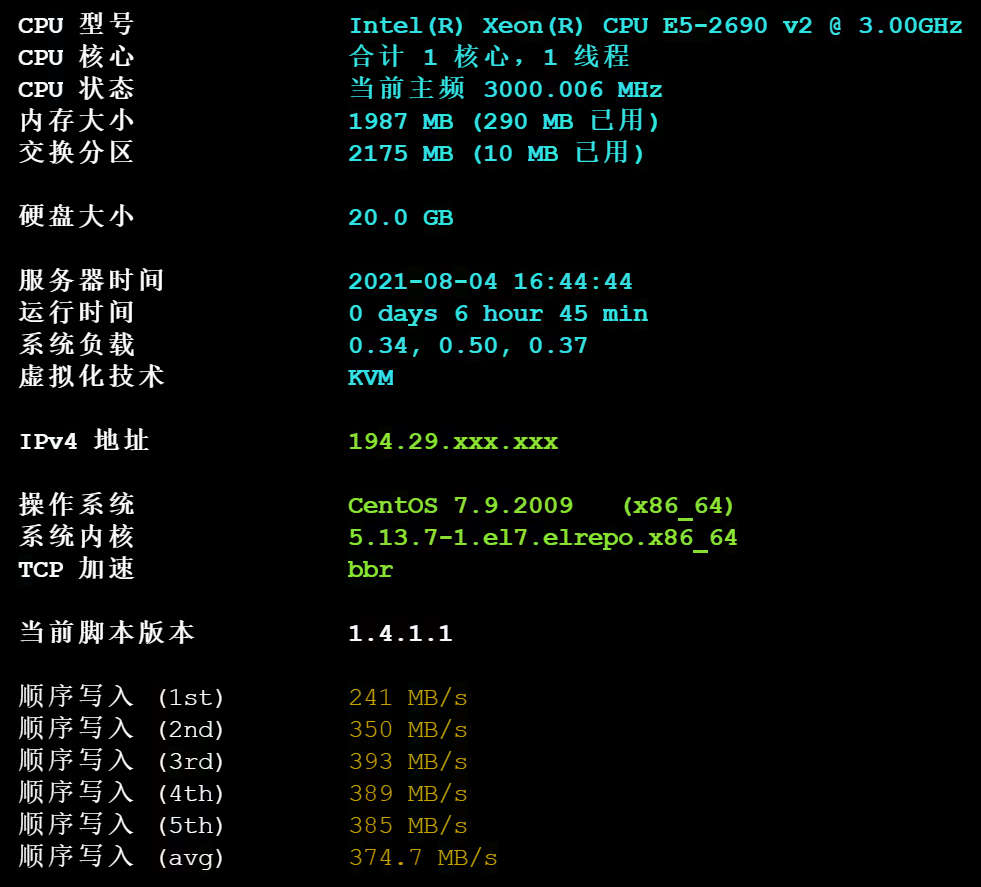 CPU 型号 Intel(R) Xeon(R) CPU E5-2690 v2 @ 3.00GHz
CPU 核心 合计 1 核心, 1 线程
CPU 状态 当前主频 3000.006 MHz
内存大小 1987 MB (290 MB 已用)
交换分区 2175 MB (10 MB 已用)
硬盘大小 20.0 GB
服务器时间 2021-08-04 16:44:44
运行时间 0 days 6 hour 45 min
系统负载 0.34, 0.50, 0.37
虚拟化技术 KVM
IPv4 地址 194.29.xxx.xxx
操作系统 CentOS 7.9.2009 (x86_64)
系统内核 5.13.7-1.el7.elrepo.x86_64
TCP 加速 bbr
当前脚本版本 1.4.1.1
顺序写入 (1st) 241 MB/s
顺序写入 (2nd) 350 MB/s
顺序写入 (3rd) 393 MB/s
顺序写入 (4th) 389 MB/s
顺序写入 (5th) 385 MB/s
顺序写入 (avg) 374.7 MB/s